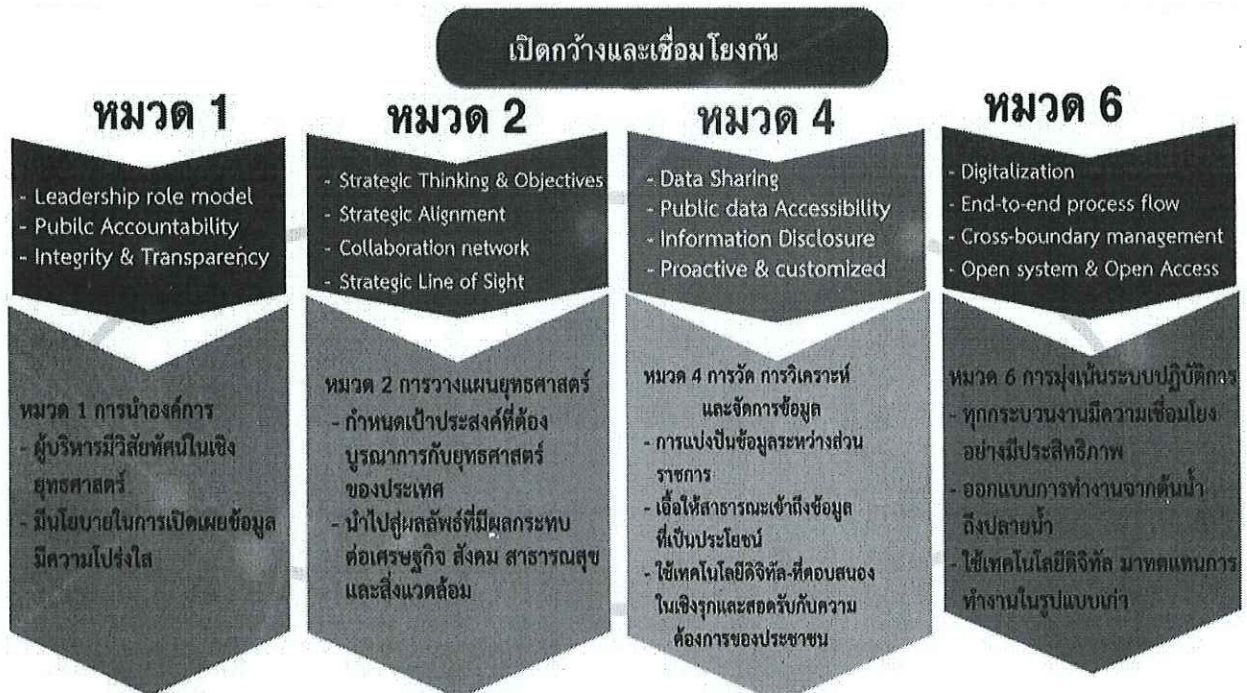 เปิดกว้างและเชื่อมโยงกัน
หมวด 1
- Leadership role model
- Public Accountability
- Integrity & Transparency
หมวด 1 การนำองค์การ
- ผู้บริหารมีวิสัยทัศน์ในเชิง
ยุทธศาสตร์
- มีนโยบายในการเปิดเผยข้อมูล
มีความโปร่งใส
หมวด 2
- Strategic Thinking & Objectives
- Strategic Alignment
- Collaboration network
- Strategic Line of Sight
หมวด 2 การวางแผนยุทธศาสตร์
- กำหนดเป้าประสงค์ที่ต้อง
บูรณาการกับยุทธศาสตร์
ของประเทศ
- นำไปสู่ผลลัพธ์ที่มีผลกระทบ
ต่อเศรษฐกิจ สังคม สาธารณสุข
และสิ่งแวดล้อม
หมวด 4
- Data Sharing
- Public data Accessibility
- Information Disclosure
- Proactive & customized
หมวด 4 การวัด การวิเคราะห์
และจัดการข้อมูล
- การแบ่งปันข้อมูลระหว่างส่วน
ราชการ
- เอื้อให้สาธารณะเข้าถึงข้อมูล
ที่เป็นประโยชน์
- ใช้เทคโนโลยีดิจิทัล-ที่ตอบสนอง
ในเชิงรุกและสอดรับกับความ
ต้องการของประชาชน
หมวด 6
- Digitalization
- End-to-end process flow
- Cross-boundary management
- Open system & Open Access
หมวด 6 การมุ่งเน้นระบบปฏิบัติการ
- ทุกกระบวนงานมีความเชื่อมโยง
อย่างมีประสิทธิภาพ
- ออกแบบการทำงานจากต้นน้ำ
ถึงปลายน้ำ
- ใช้เทคโนโลยีดิจิทัล มาทดแทนการ
ทำงานในรูปแบบเก่า